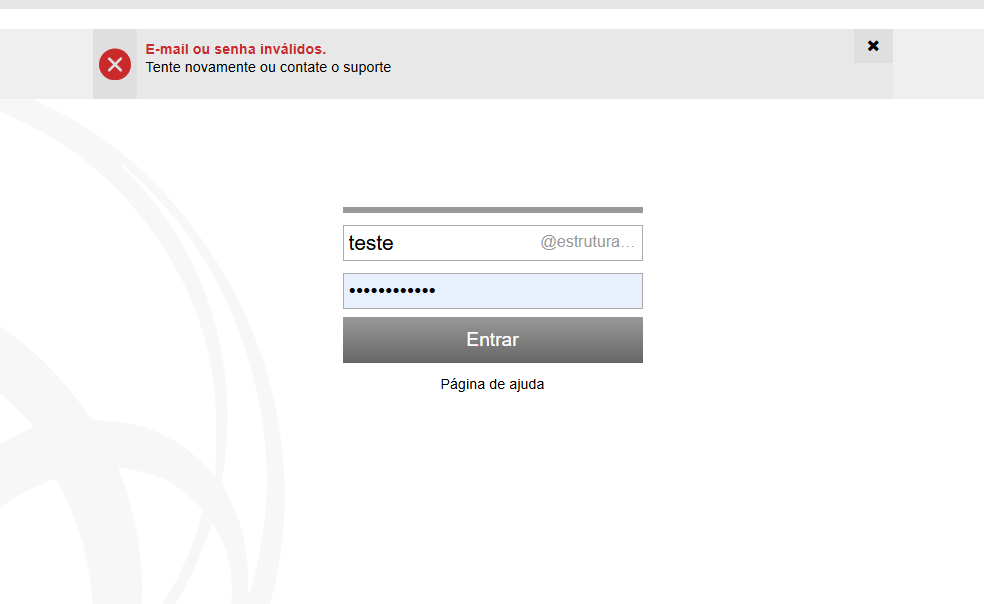 E-mail ou senha inválidos.
Tente novamente ou contate o suporte
teste @estrutura…
Entrar
Página de ajuda